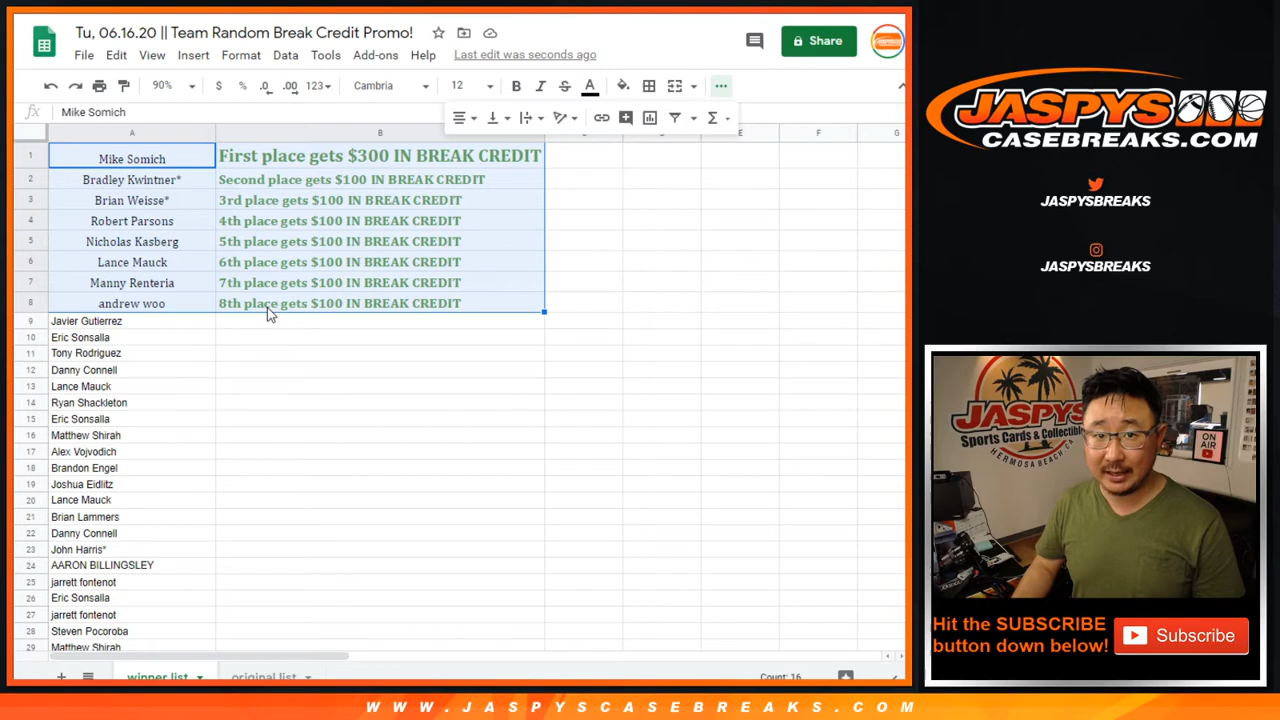 Tu, 06.16.20 || Team Random Break Credit Promo!
File Edit View Insert Format Data Tools Add-ons Help Last edit was seconds ago
Share
90% $ % .0 .00 123 Cambria 12 B I S A
fx Mike Somich
A B E F G
1 Mike Somich First place gets $300 IN BREAK CREDIT
2 Bradley Kwintner* Second place gets $100 IN BREAK CREDIT
3 Brian Weisse* 3rd place gets $100 IN BREAK CREDIT
4 Robert Parsons 4th place gets $100 IN BREAK CREDIT
5 Nicholas Kasberg 5th place gets $100 IN BREAK CREDIT
6 Lance Mauck 6th place gets $100 IN BREAK CREDIT
7 Manny Renteria 7th place gets $100 IN BREAK CREDIT
8 andrew woo 8th place gets $100 IN BREAK CREDIT
9 Javier Gutierrez
10 Eric Sonsalla
11 Tony Rodriguez
12 Danny Connell
13 Lance Mauck
14 Ryan Shackleton
15 Eric Sonsalla
16 Matthew Shirah
17 Alex Vojvodich
18 Brandon Engel
19 Joshua Eidlitz
20 Lance Mauck
21 Brian Lammers
22 Danny Connell
23 John Harris*
24 AARON BILLINGSLEY
25 jarrett fontenot
26 Eric Sonsalla
27 jarrett fontenot
28 Steven Pocoroba
29 Matthew Shirah
winner list original list Count: 16
JASPYS
CASEBREAKS.COM
JASPYSBREAKS
JASPYSBREAKS
JASPYS
Sports Cards & Collectibles
HERMOSA BEACH, CA
ON AIR
Hit the SUBSCRIBE
button down below!
Subscribe
WWW.JASPYSCASEBREAKS.COM